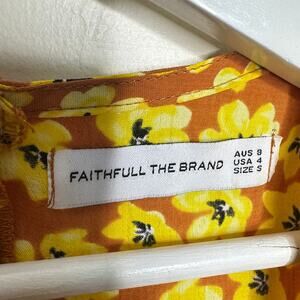 FAITHFULL THE BRAND
AUS 8
USA 4
SIZE S